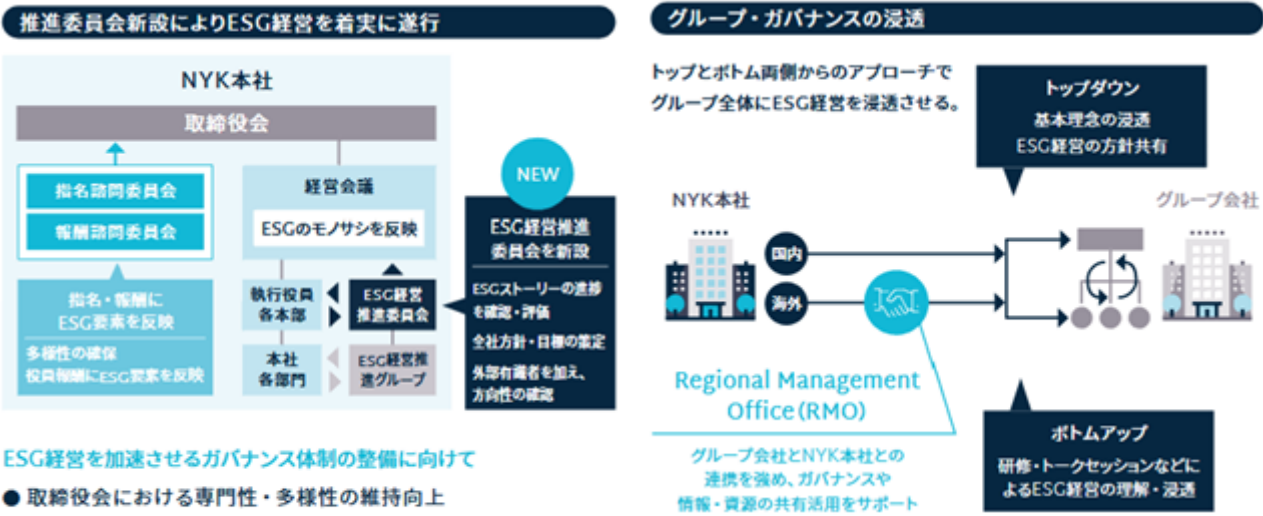 推進委員会新設によりESG経営を着実に遂行
NYK本社
取締役会
指名諮問委員会
報酬諮問委員会
指名・報酬に
ESG要素を反映
多様性の確保
役員報酬にESG要素を反映
経営会議
ESGのモノサシを反映
執行役員
各本部
ESG経営
推進委員会
本社
各部門
ESG経営推
進グループ
NEW
ESG経営推進
委員会を新設
ESGストーリーの進捗
を確認・評価
全社方針・目標の策定
外部有識者を加え、
方向性の確認
ESG経営を加速させるガバナンス体制の整備に向けて
● 取締役会における専門性・多様性の維持向上
グループ・ガバナンスの浸透
トップとボトム両側からのアプローチで
グループ全体にESG経営を浸透させる。
トップダウン
基本理念の浸透
ESG経営の方針共有
NYK本社
グループ会社
国内
海外
Regional Management
Office(RMO)
グループ会社とNYK本社との
連携を強め、ガバナンスや
情報・資源の共有活用をサポート
ボトムアップ
研修・トークセッションなどに
よるESG経営の理解・浸透